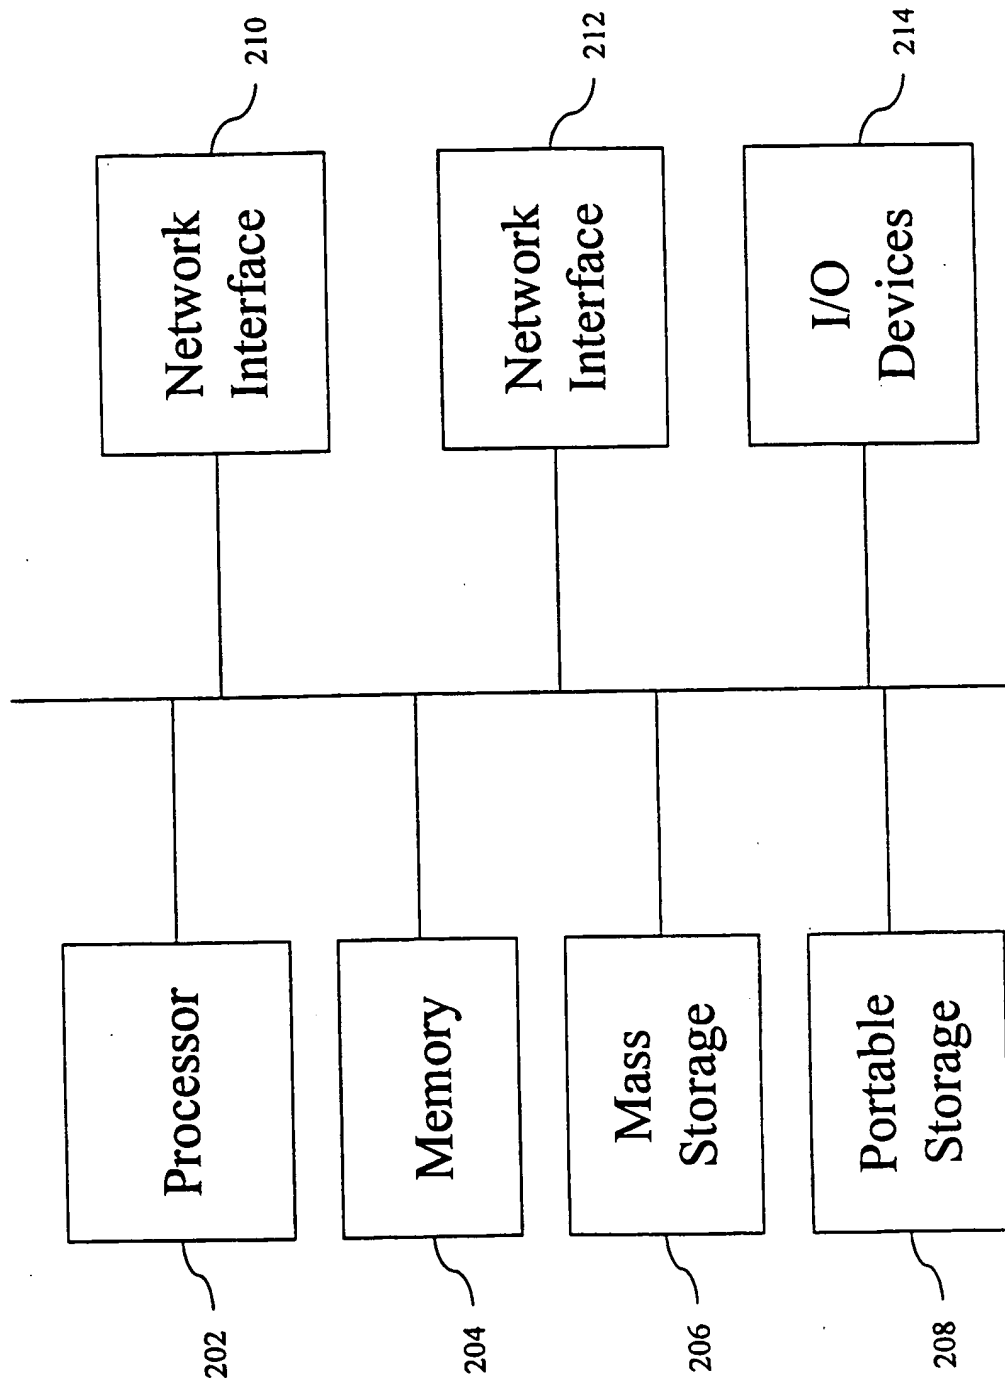 202
Processor
204
Memory
206
Mass
Storage
208
Portable
Storage
Network
Interface
210
Network
Interface
212
I/O
Devices
214